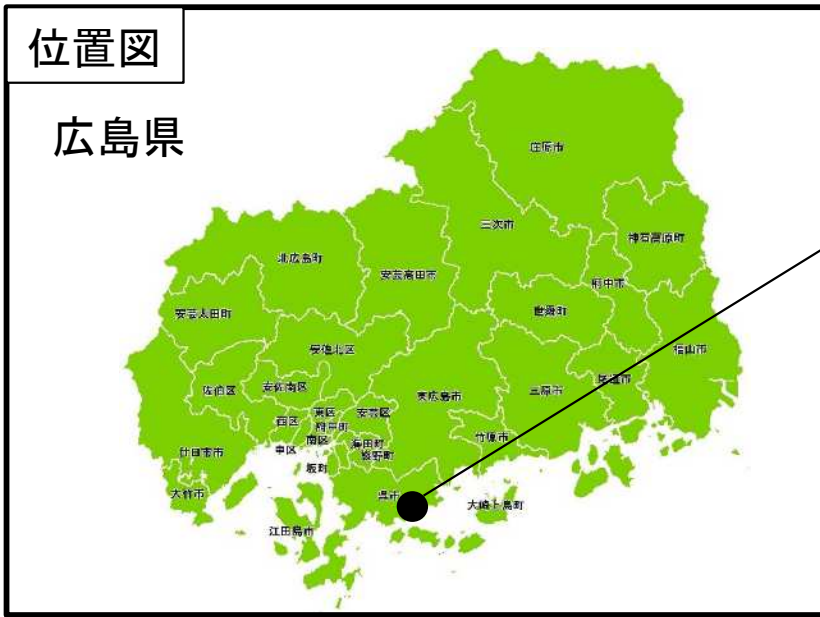 位置図
広島県
庄原市
三次市
神石高原町
北広島町
安芸高田市
府中市
安芸太田町
世羅町
安佐北区
福山市
佐伯区
安佐南区
東広島市
三原市
尾道市
西区
東区
安芸区
府中町
竹原市
廿日市市
中区
南区
海田町
熊野町
坂町
大竹市
呉市
大崎上島町
江田島市